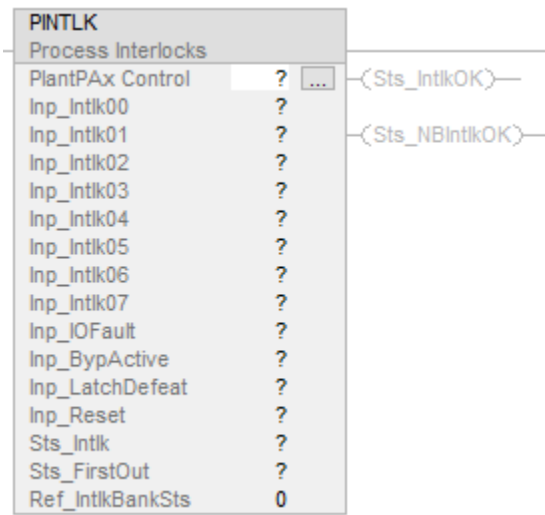 PINTLK
Process Interlocks
PlantPAx Control ? ... (Sts_IntlkOK)
Inp_Intlk00 ?
Inp_Intlk01 ? (Sts_NBIntlkOK)
Inp_Intlk02 ?
Inp_Intlk03 ?
Inp_Intlk04 ?
Inp_Intlk05 ?
Inp_Intlk06 ?
Inp_Intlk07 ?
Inp_IOFault ?
Inp_BypActive ?
Inp_LatchDefeat ?
Inp_Reset ?
Sts_Intlk ?
Sts_FirstOut ?
Ref_IntlkBankSts 0